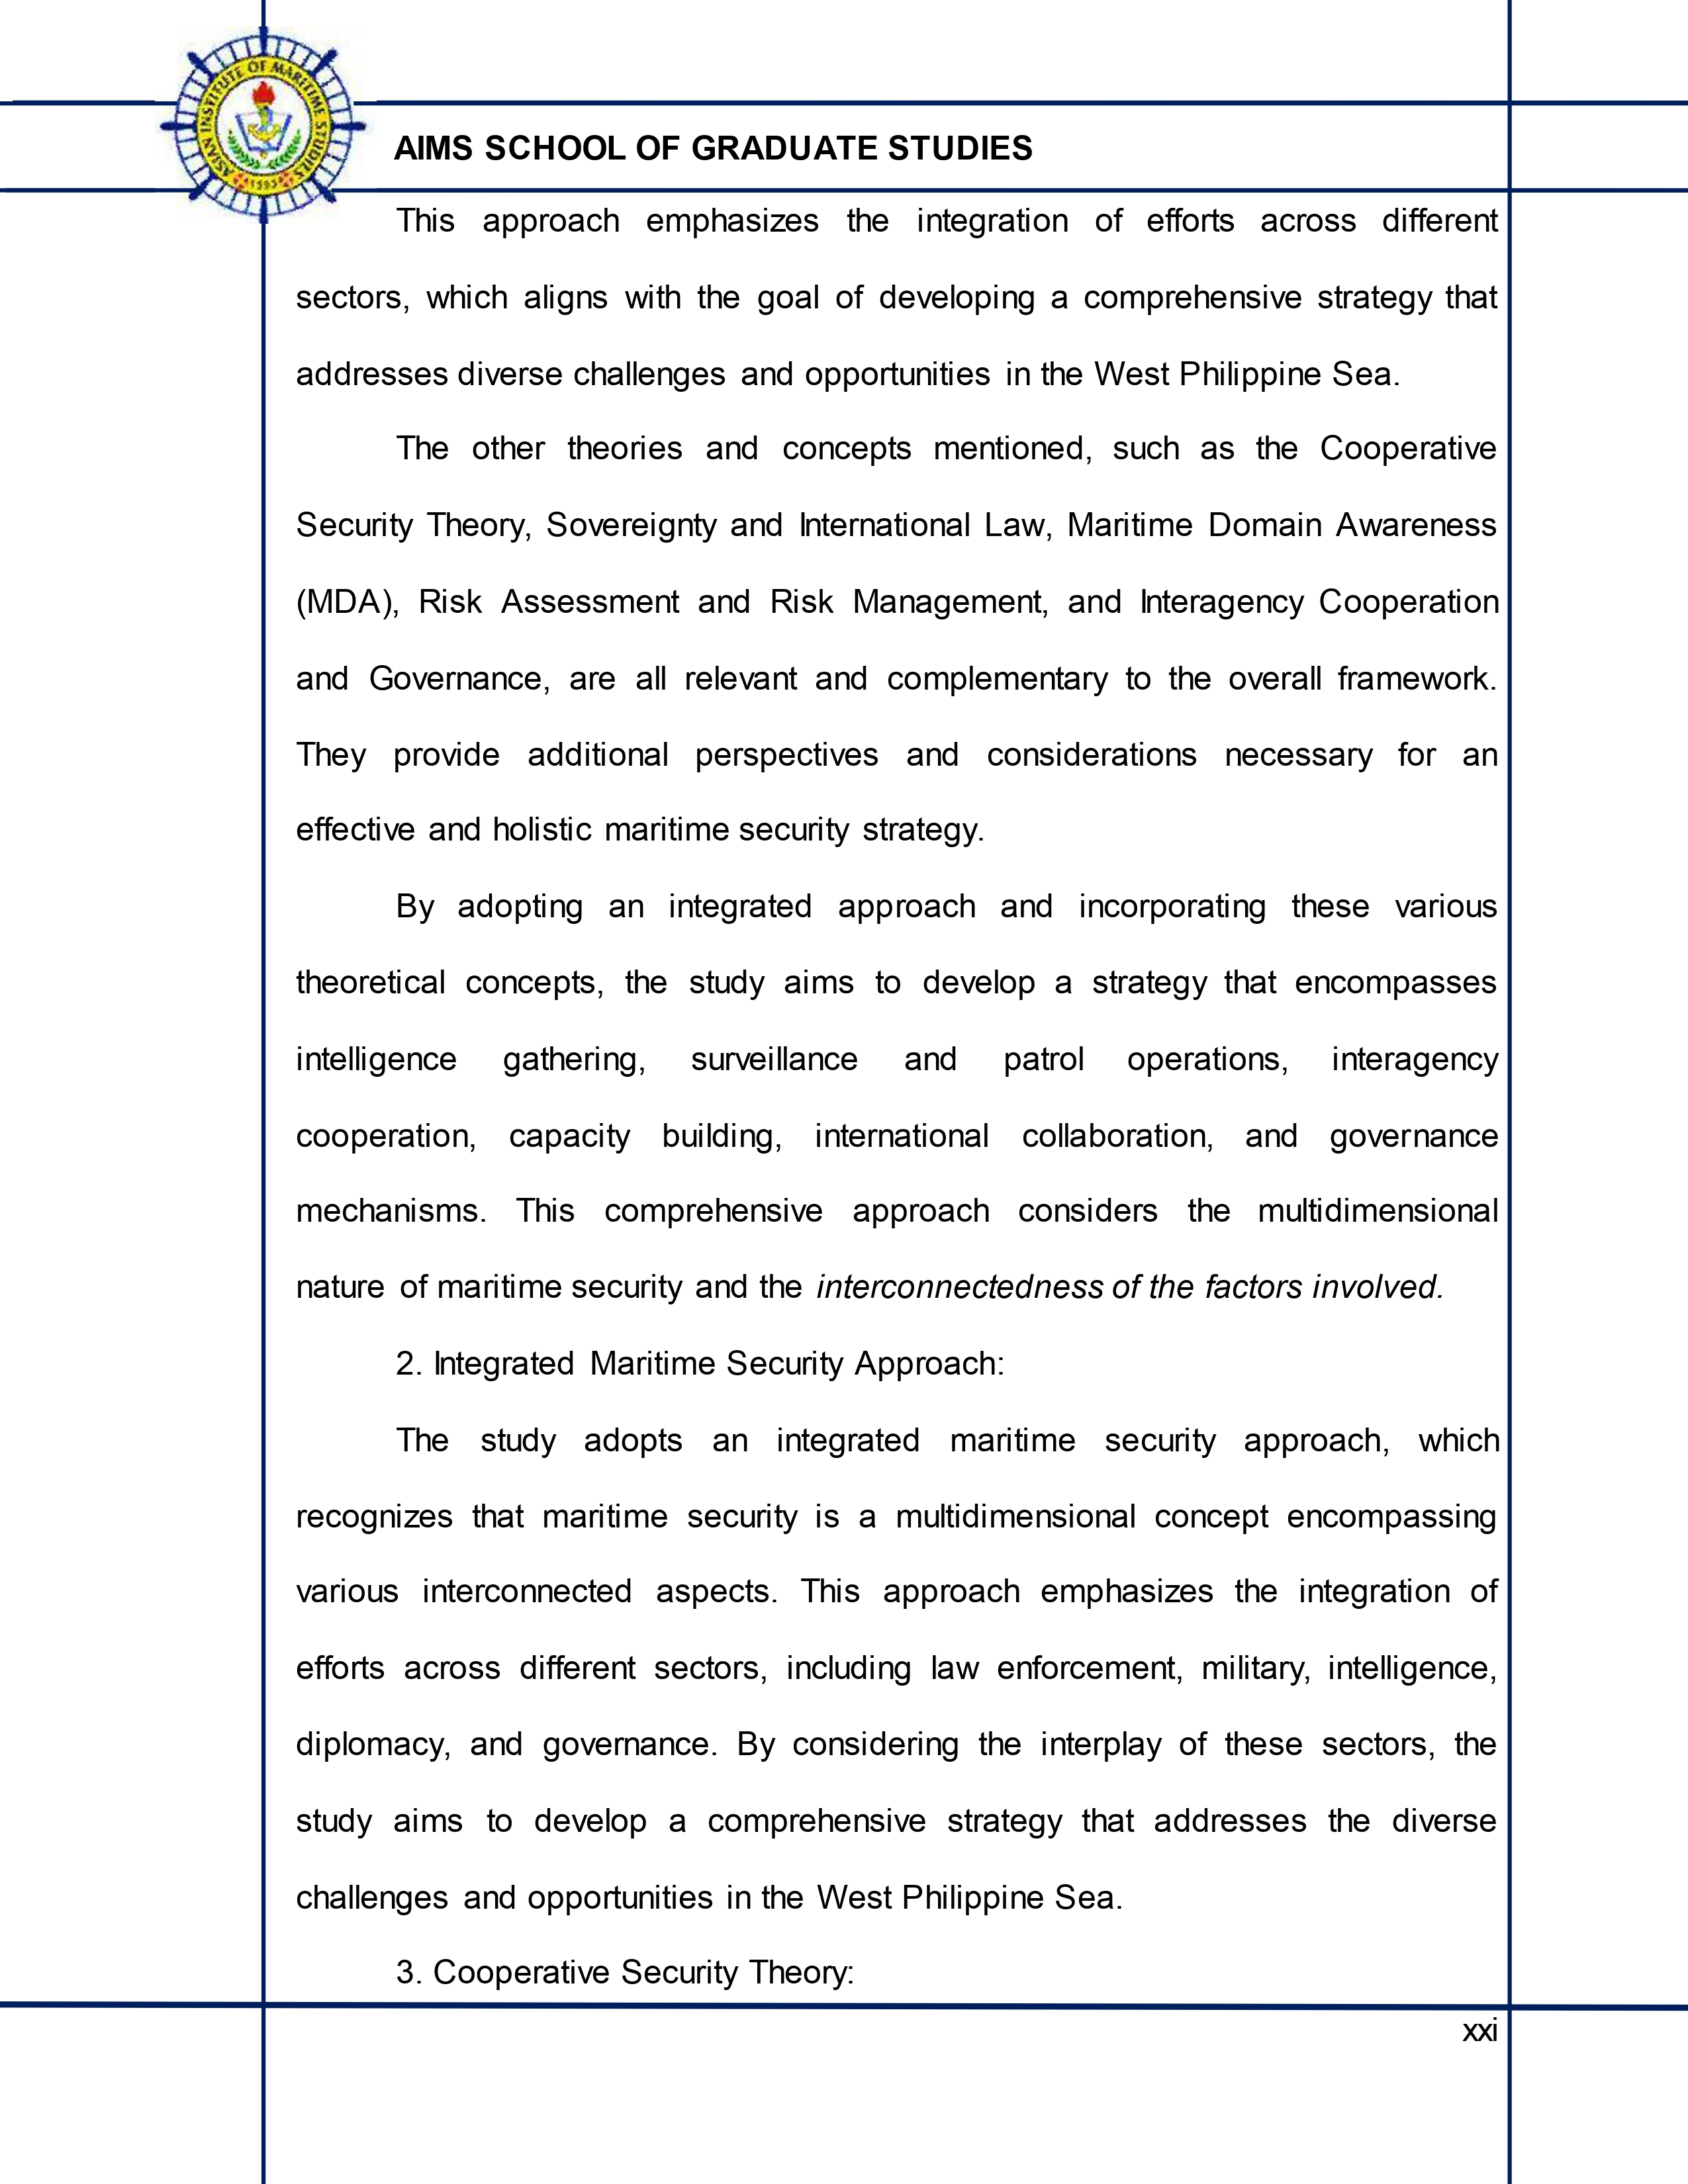 ASIAN INSTITUTE OF MARITIME STUDIES
1993
AIMS SCHOOL OF GRADUATE STUDIES
This approach emphasizes the integration of efforts across different
sectors, which aligns with the goal of developing a comprehensive strategy that
addresses diverse challenges and opportunities in the West Philippine Sea.
The other theories and concepts mentioned, such as the Cooperative
Security Theory, Sovereignty and International Law, Maritime Domain Awareness
(MDA), Risk Assessment and Risk Management, and Interagency Cooperation
and Governance, are all relevant and complementary to the overall framework.
They provide additional perspectives and considerations necessary for an
effective and holistic maritime security strategy.
By adopting an integrated approach and incorporating these various
theoretical concepts, the study aims to develop a strategy that encompasses
intelligence gathering, surveillance and patrol operations, interagency
cooperation, capacity building, international collaboration, and governance
mechanisms. This comprehensive approach considers the multidimensional
nature of maritime security and the interconnectedness of the factors involved.
2. Integrated Maritime Security Approach:
The study adopts an integrated maritime security approach, which
recognizes that maritime security is a multidimensional concept encompassing
various interconnected aspects. This approach emphasizes the integration of
efforts across different sectors, including law enforcement, military, intelligence,
diplomacy, and governance. By considering the interplay of these sectors, the
study aims to develop a comprehensive strategy that addresses the diverse
challenges and opportunities in the West Philippine Sea.
3. Cooperative Security Theory:
xxi